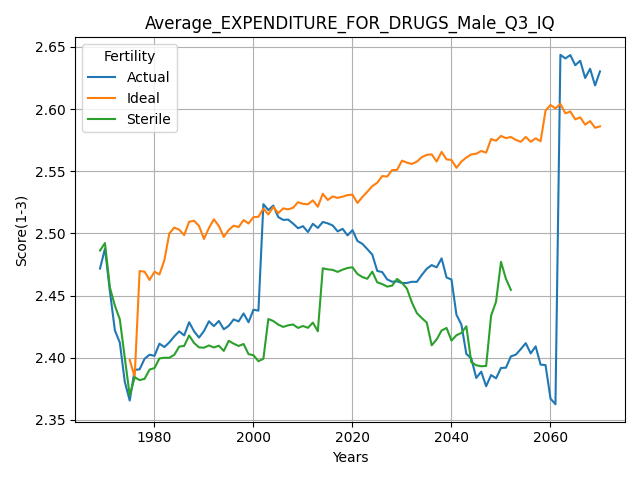 Average_EXPENDITURE_FOR_DRUGS_Male_Q3_IQ
Fertility
Actual
Ideal
Sterile
Score(1-3)
2.65
2.60
2.55
2.50
2.45
2.40
2.35
1980
2000
2020
2040
2060
Years